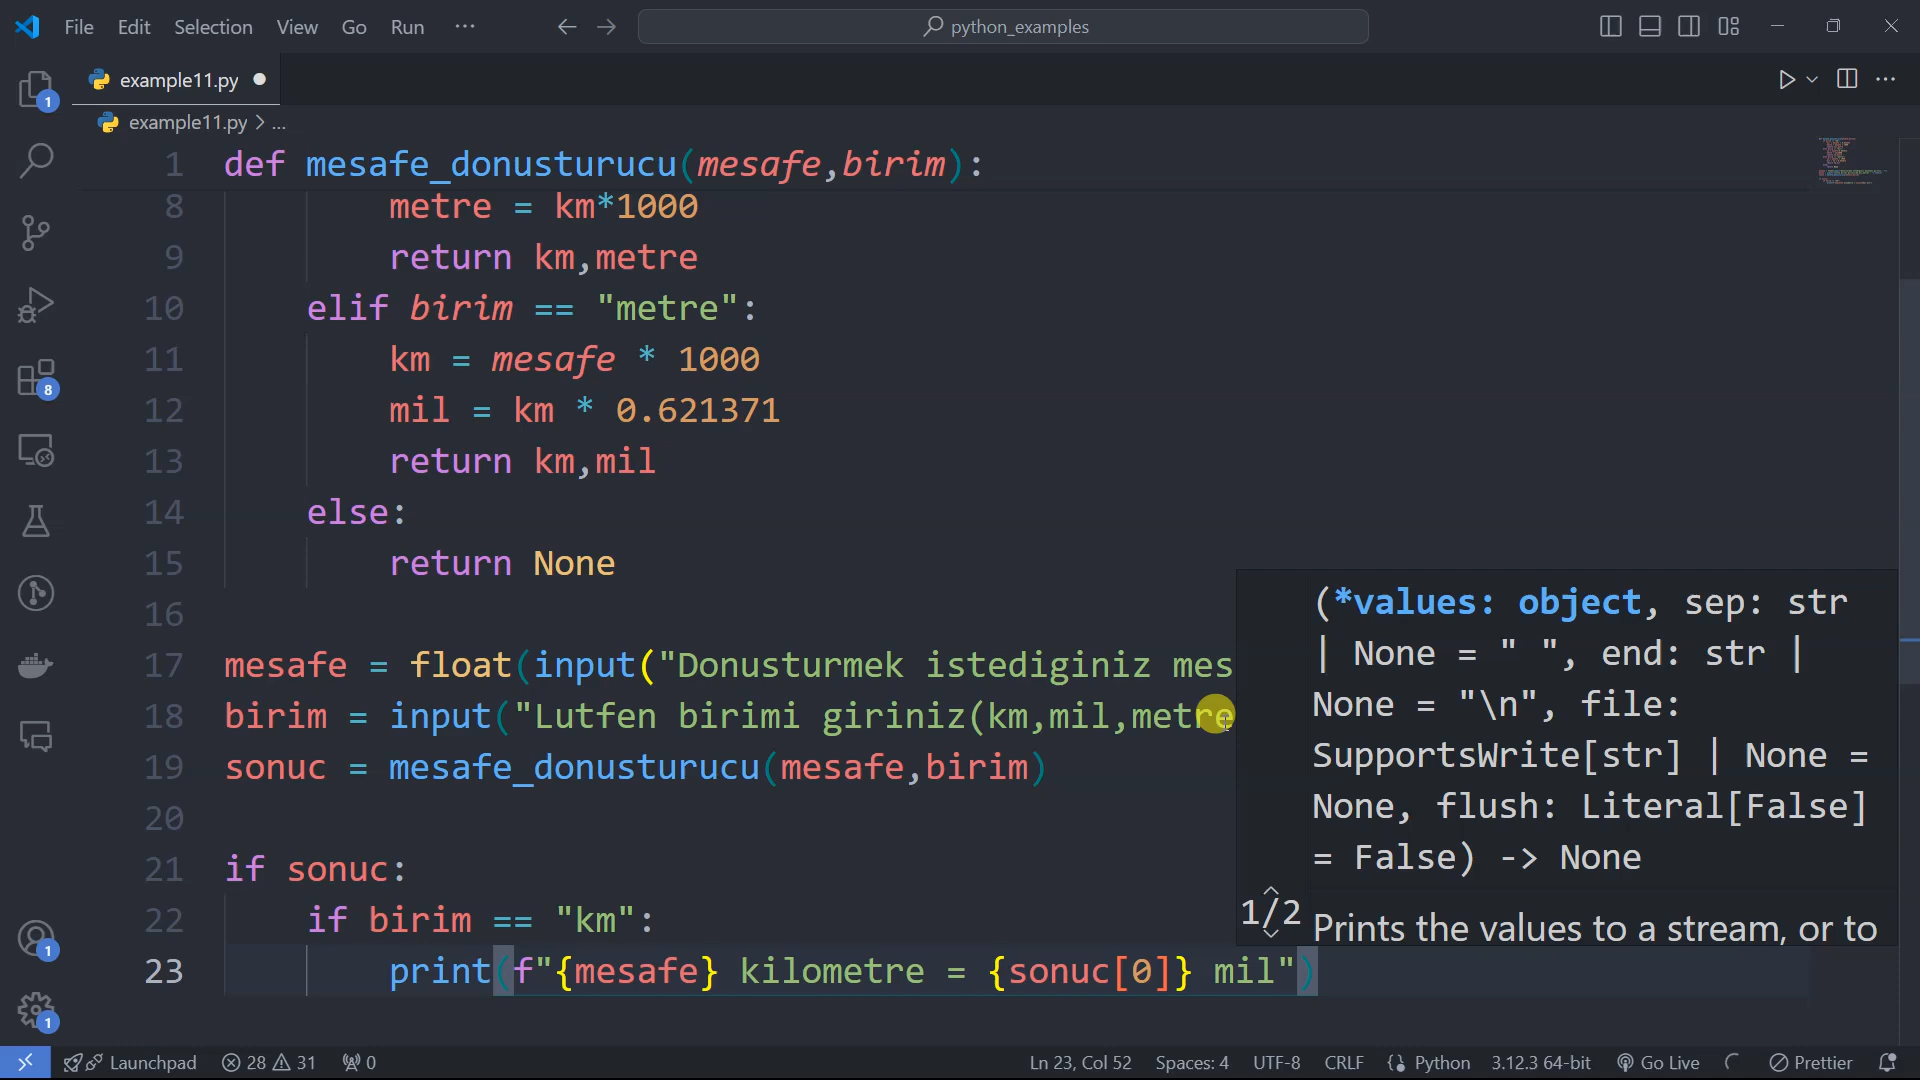 File Edit Selection View Go Run ...
python_examples
example11.py
example11.py > ...
1 def mesafe_donusturucu(mesafe,birim):
8 metre = km*1000
9 return km,metre
10 elif birim == "metre":
11 km = mesafe * 1000
12 mil = km * 0.621371
13 return km,mil
14 else:
15 return None
16
17 mesafe = float(input("Donusturmek istediginiz mes
18 birim = input("Lutfen birimi giriniz(km,mil,metre
19 sonuc = mesafe_donusturucu(mesafe,birim)
20
21 if sonuc:
22 if birim == "km":
23 print(f"{mesafe} kilometre = {sonuc[0]} mil")
(*values: object, sep: str
| None = " ", end: str |
None = "\n", file:
SupportsWrite[str] | None =
None, flush: Literal[False]
= False) -> None
1/2 Prints the values to a stream, or to
1
8
1
1
Launchpad 28 31 0 Ln 23, Col 52 Spaces: 4 UTF-8 CRLF Python 3.12.3 64-bit Go Live Prettier